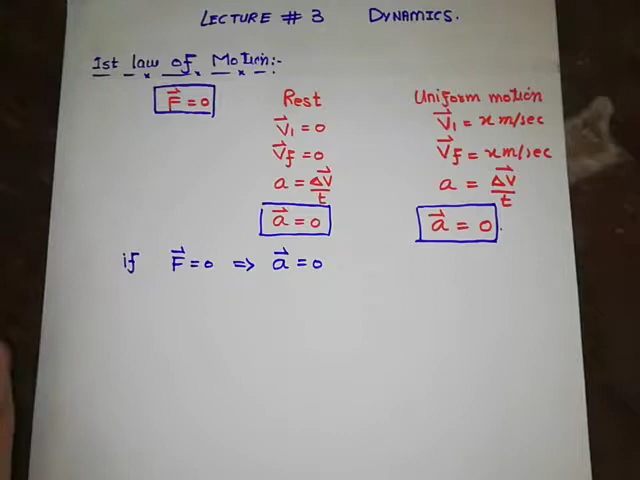 LECTURE # 3 DYNAMICS.
1st law of Motion:-
F⃗ = 0 Rest Uniform motion
V⃗₁ = 0 V⃗₁ = x m/sec
V⃗f = 0 V⃗f = x m/sec
a = ΔV⃗/t a = ΔV⃗/t
a⃗ = 0 a⃗ = 0
if F⃗ = 0 => a⃗ = 0